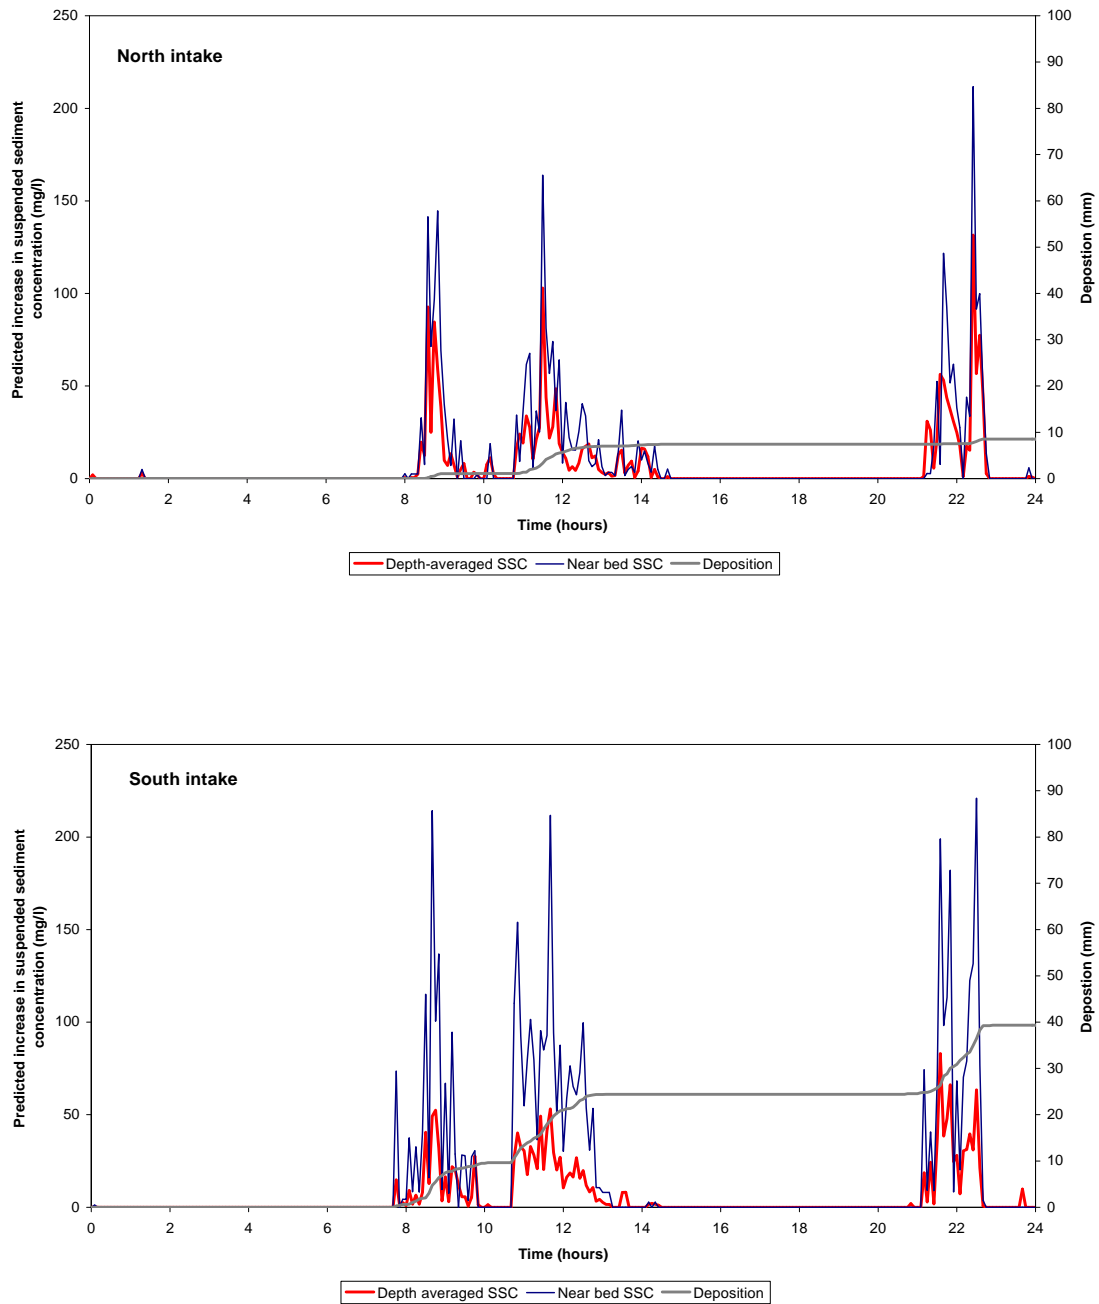 North intake
250
200
150
100
50
0
100
90
80
70
60
50
40
30
20
10
0
0 2 4 6 8 10 12 14 16 18 20 22 24
Predicted increase in suspended sediment
concentration (mg/l)
Depostion (mm)
Time (hours)
Depth-averaged SSC Near bed SSC Deposition
South intake
250
200
150
100
50
0
100
90
80
70
60
50
40
30
20
10
0
0 2 4 6 8 10 12 14 16 18 20 22 24
Predicted increase in suspended sediment
concentration (mg/l)
Depostion (mm)
Time (hours)
Depth averaged SSC Near bed SSC Deposition